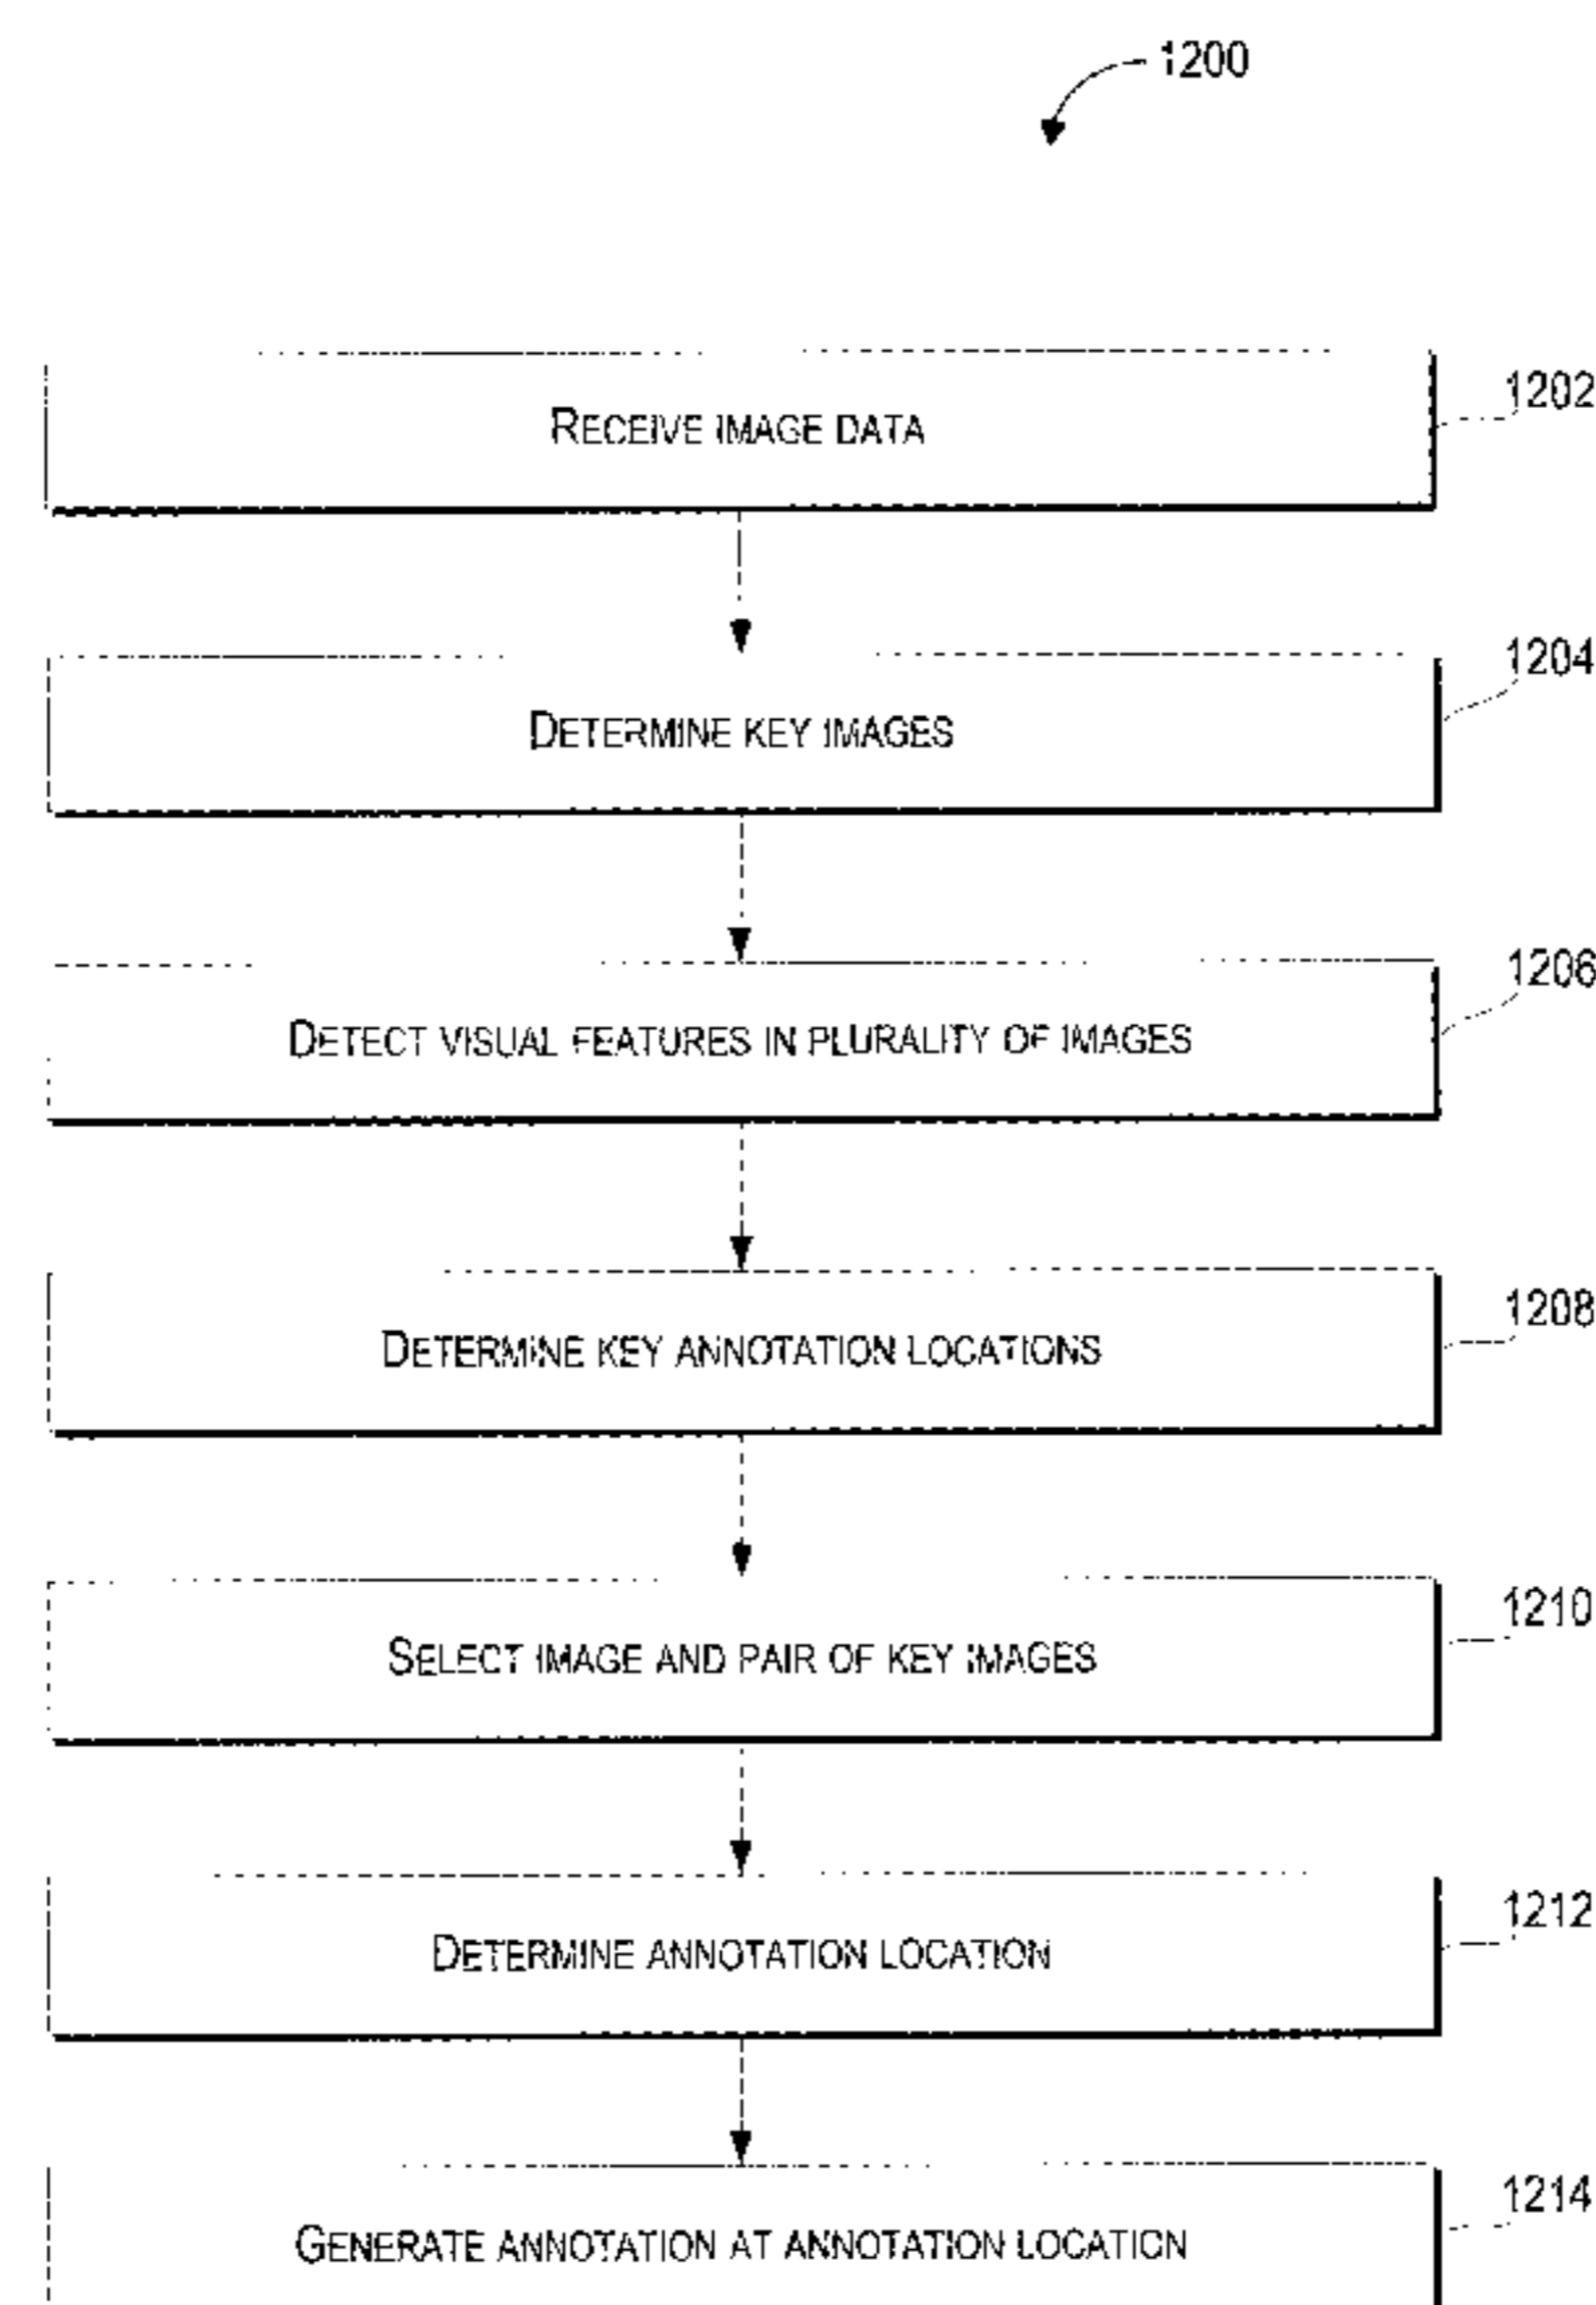 1200
RECEIVE IMAGE DATA
1202
DETERMINE KEY IMAGES
1204
DETECT VISUAL FEATURES IN PLURALITY OF IMAGES
1206
DETERMINE KEY ANNOTATION LOCATIONS
1208
SELECT IMAGE AND PAIR OF KEY IMAGES
1210
DETERMINE ANNOTATION LOCATION
1212
GENERATE ANNOTATION AT ANNOTATION LOCATION
1214